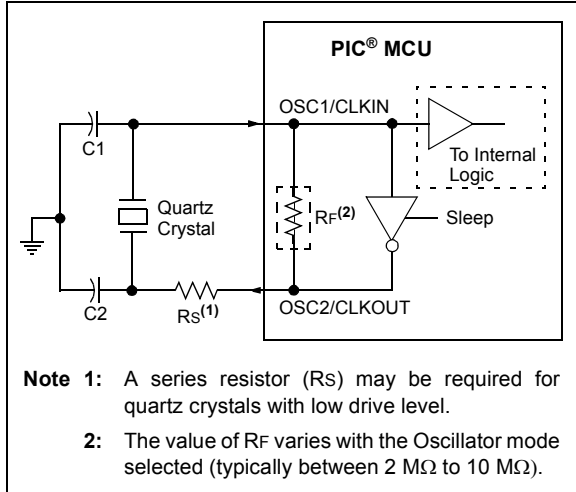 PIC® MCU
OSC1/CLKIN
C1
To Internal
Logic
Quartz
Crystal
RF(2)
Sleep
C2
RS(1)
OSC2/CLKOUT
Note 1: A series resistor (RS) may be required for
quartz crystals with low drive level.
2: The value of RF varies with the Oscillator mode
selected (typically between 2 MΩ to 10 MΩ).